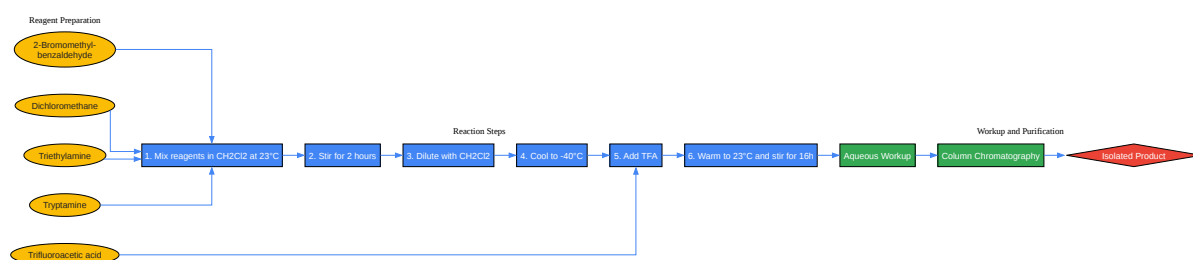 Reagent Preparation
2-Bromomethyl-
benzaldehyde
Dichloromethane
Triethylamine
Tryptamine
Trifluoroacetic acid
Reaction Steps
1. Mix reagents in CH2Cl2 at 23°C
2. Stir for 2 hours
3. Dilute with CH2Cl2
4. Cool to -40°C
5. Add TFA
6. Warm to 23°C and stir for 16h
Workup and Purification
Aqueous Workup
Column Chromatography
Isolated Product